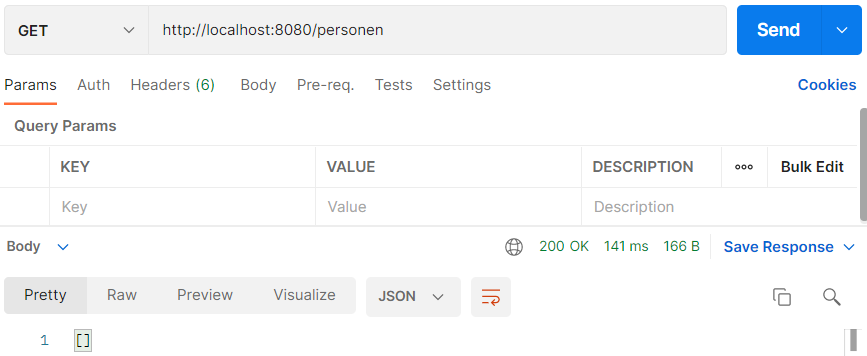 GET http://localhost:8080/personen Send
Params Auth Headers (6) Body Pre-req. Tests Settings Cookies
Query Params
KEY VALUE DESCRIPTION ooo Bulk Edit
Key Value Description
Body 200 OK 141 ms 166 B Save Response
Pretty Raw Preview Visualize JSON
1 []